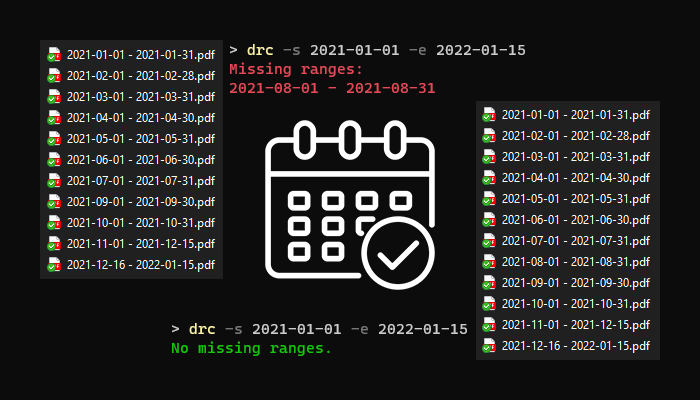 2021-01-01 - 2021-01-31.pdf
2021-02-01 - 2021-02-28.pdf
2021-03-01 - 2021-03-31.pdf
2021-04-01 - 2021-04-30.pdf
2021-05-01 - 2021-05-31.pdf
2021-06-01 - 2021-06-30.pdf
2021-07-01 - 2021-07-31.pdf
2021-09-01 - 2021-09-30.pdf
2021-10-01 - 2021-10-31.pdf
2021-11-01 - 2021-12-15.pdf
2021-12-16 - 2022-01-15.pdf
> drc -s 2021-01-01 -e 2022-01-15
Missing ranges:
2021-08-01 - 2021-08-31
2021-01-01 - 2021-01-31.pdf
2021-02-01 - 2021-02-28.pdf
2021-03-01 - 2021-03-31.pdf
2021-04-01 - 2021-04-30.pdf
2021-05-01 - 2021-05-31.pdf
2021-06-01 - 2021-06-30.pdf
2021-07-01 - 2021-07-31.pdf
2021-08-01 - 2021-08-31.pdf
2021-09-01 - 2021-09-30.pdf
2021-10-01 - 2021-10-31.pdf
2021-11-01 - 2021-12-15.pdf
2021-12-16 - 2022-01-15.pdf
> drc -s 2021-01-01 -e 2022-01-15
No missing ranges.